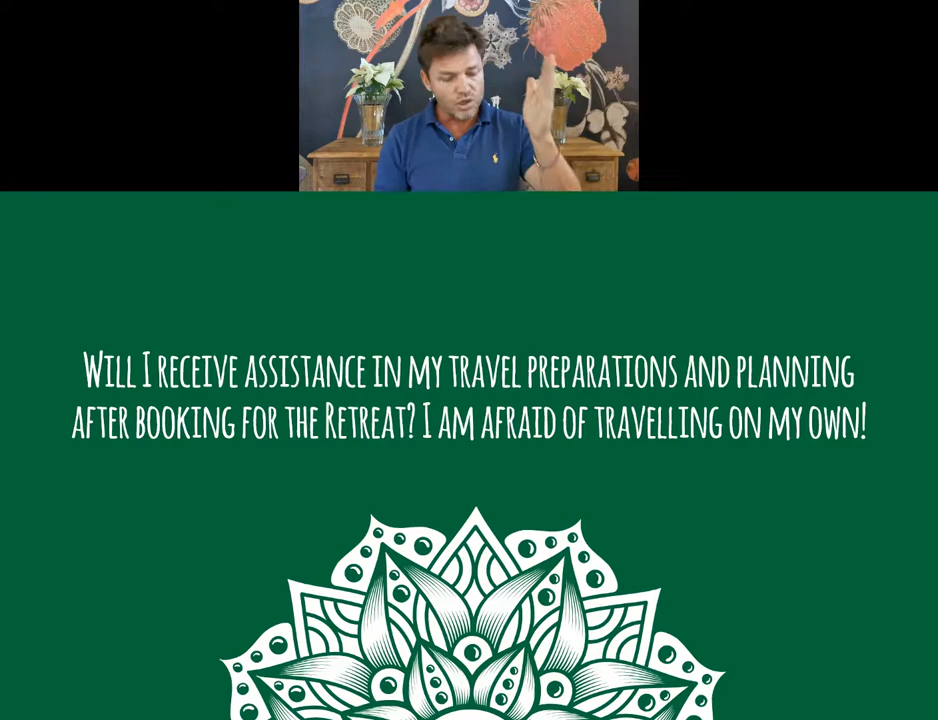 Will I receive assistance in my travel preparations and planning
after booking for the Retreat? I am afraid of travelling on my own!